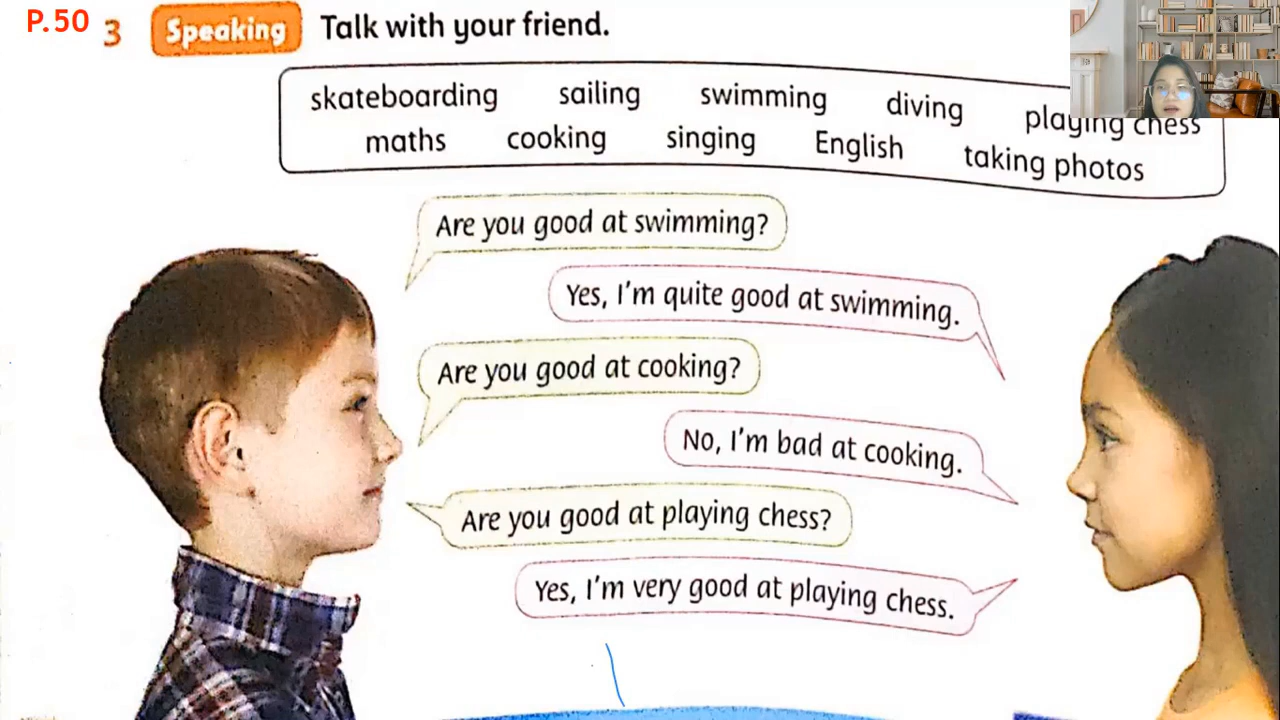 P.50
3 Speaking Talk with your friend.
skateboarding sailing swimming diving playing chess
maths cooking singing English taking photos
Are you good at swimming?
Yes, I'm quite good at swimming.
Are you good at cooking?
No, I'm bad at cooking.
Are you good at playing chess?
Yes, I'm very good at playing chess.